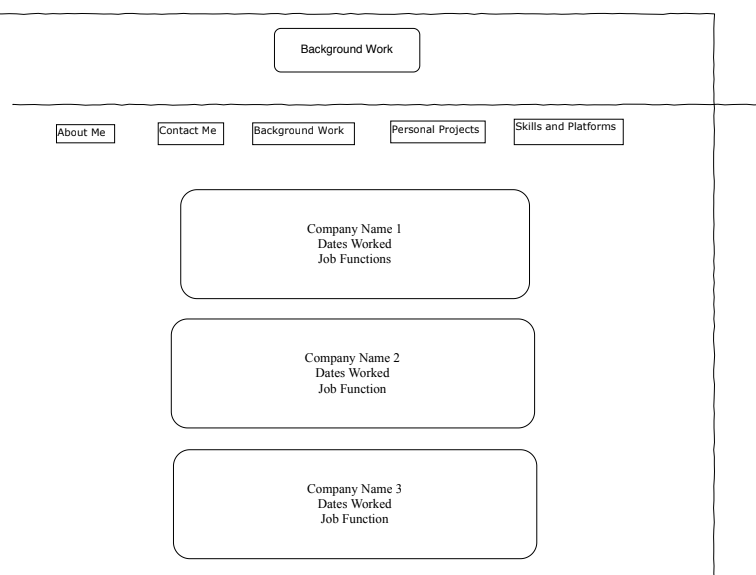 Background Work
About Me
Contact Me
Background Work
Personal Projects
Skills and Platforms
Company Name 1
Dates Worked
Job Functions
Company Name 2
Dates Worked
Job Function
Company Name 3
Dates Worked
Job Function